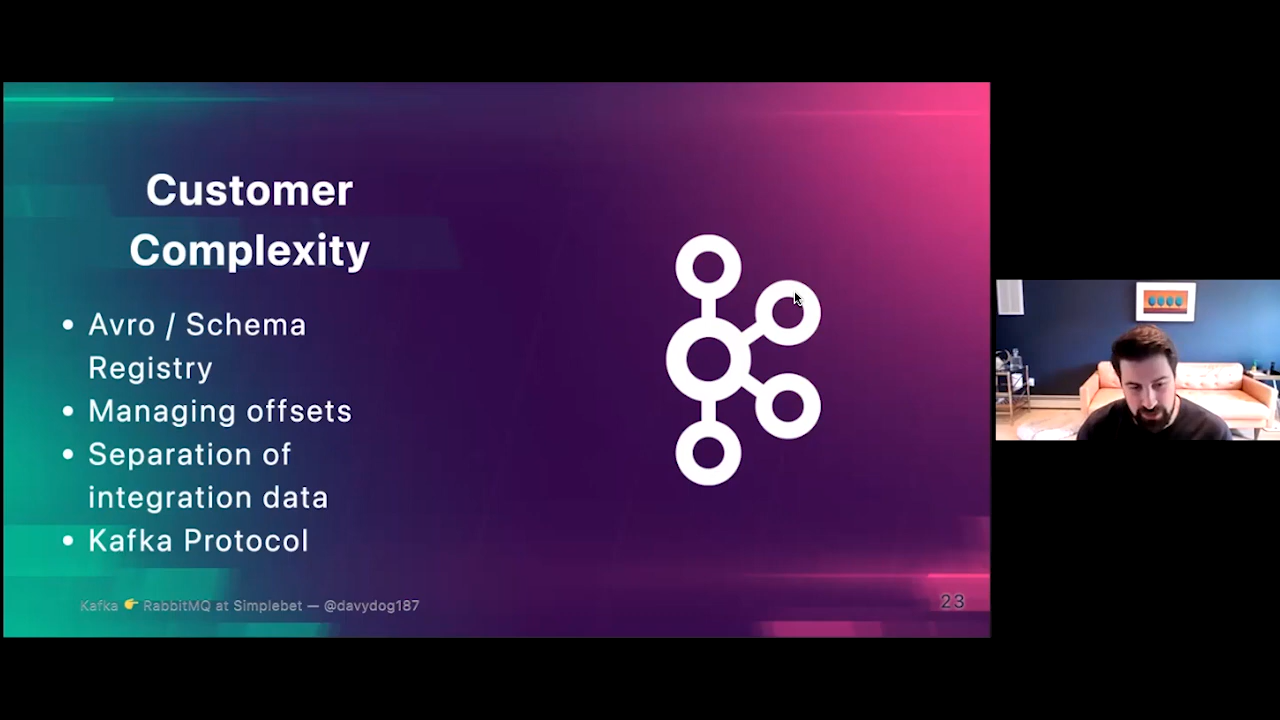 Customer
Complexity
• Avro / Schema
Registry
• Managing offsets
• Separation of
integration data
• Kafka Protocol
Kafka 👉 RabbitMQ at Simplebet — @davydog187
23